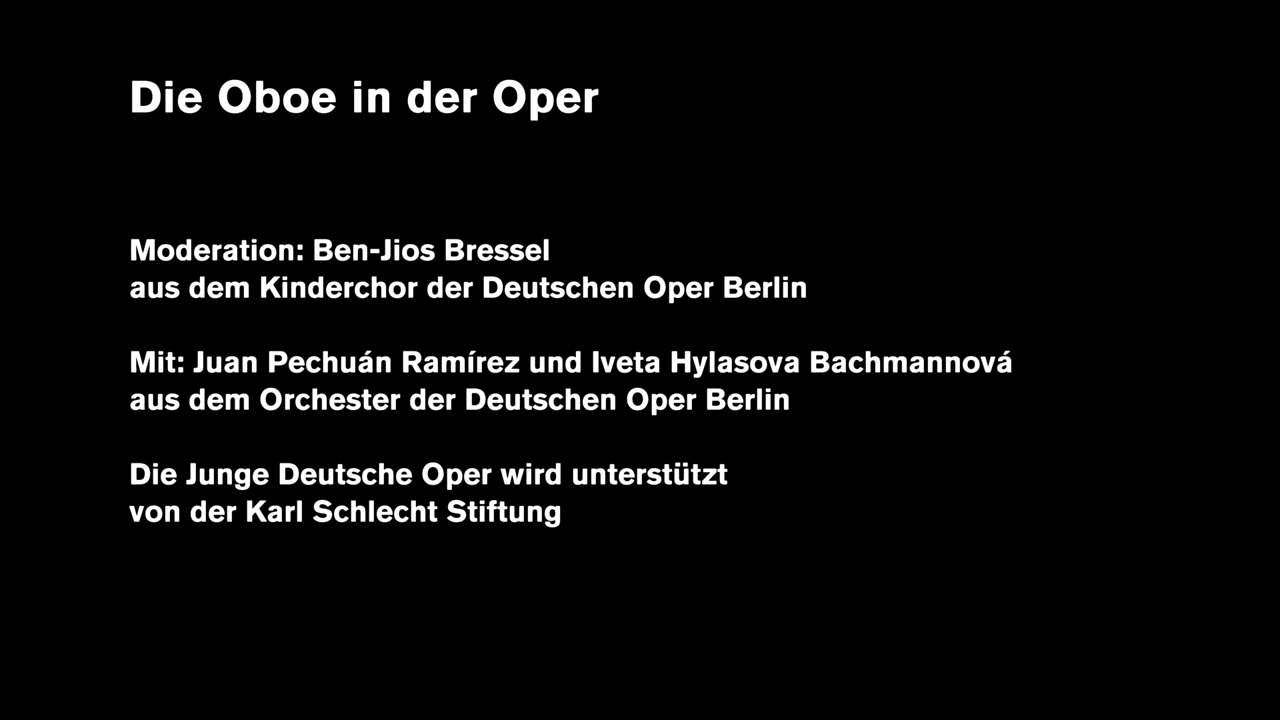 Die Oboe in der Oper
Moderation: Ben-Jios Bressel
aus dem Kinderchor der Deutschen Oper Berlin
Mit: Juan Pechuán Ramírez und Iveta Hylasova Bachmannová
aus dem Orchester der Deutschen Oper Berlin
Die Junge Deutsche Oper wird unterstützt
von der Karl Schlecht Stiftung